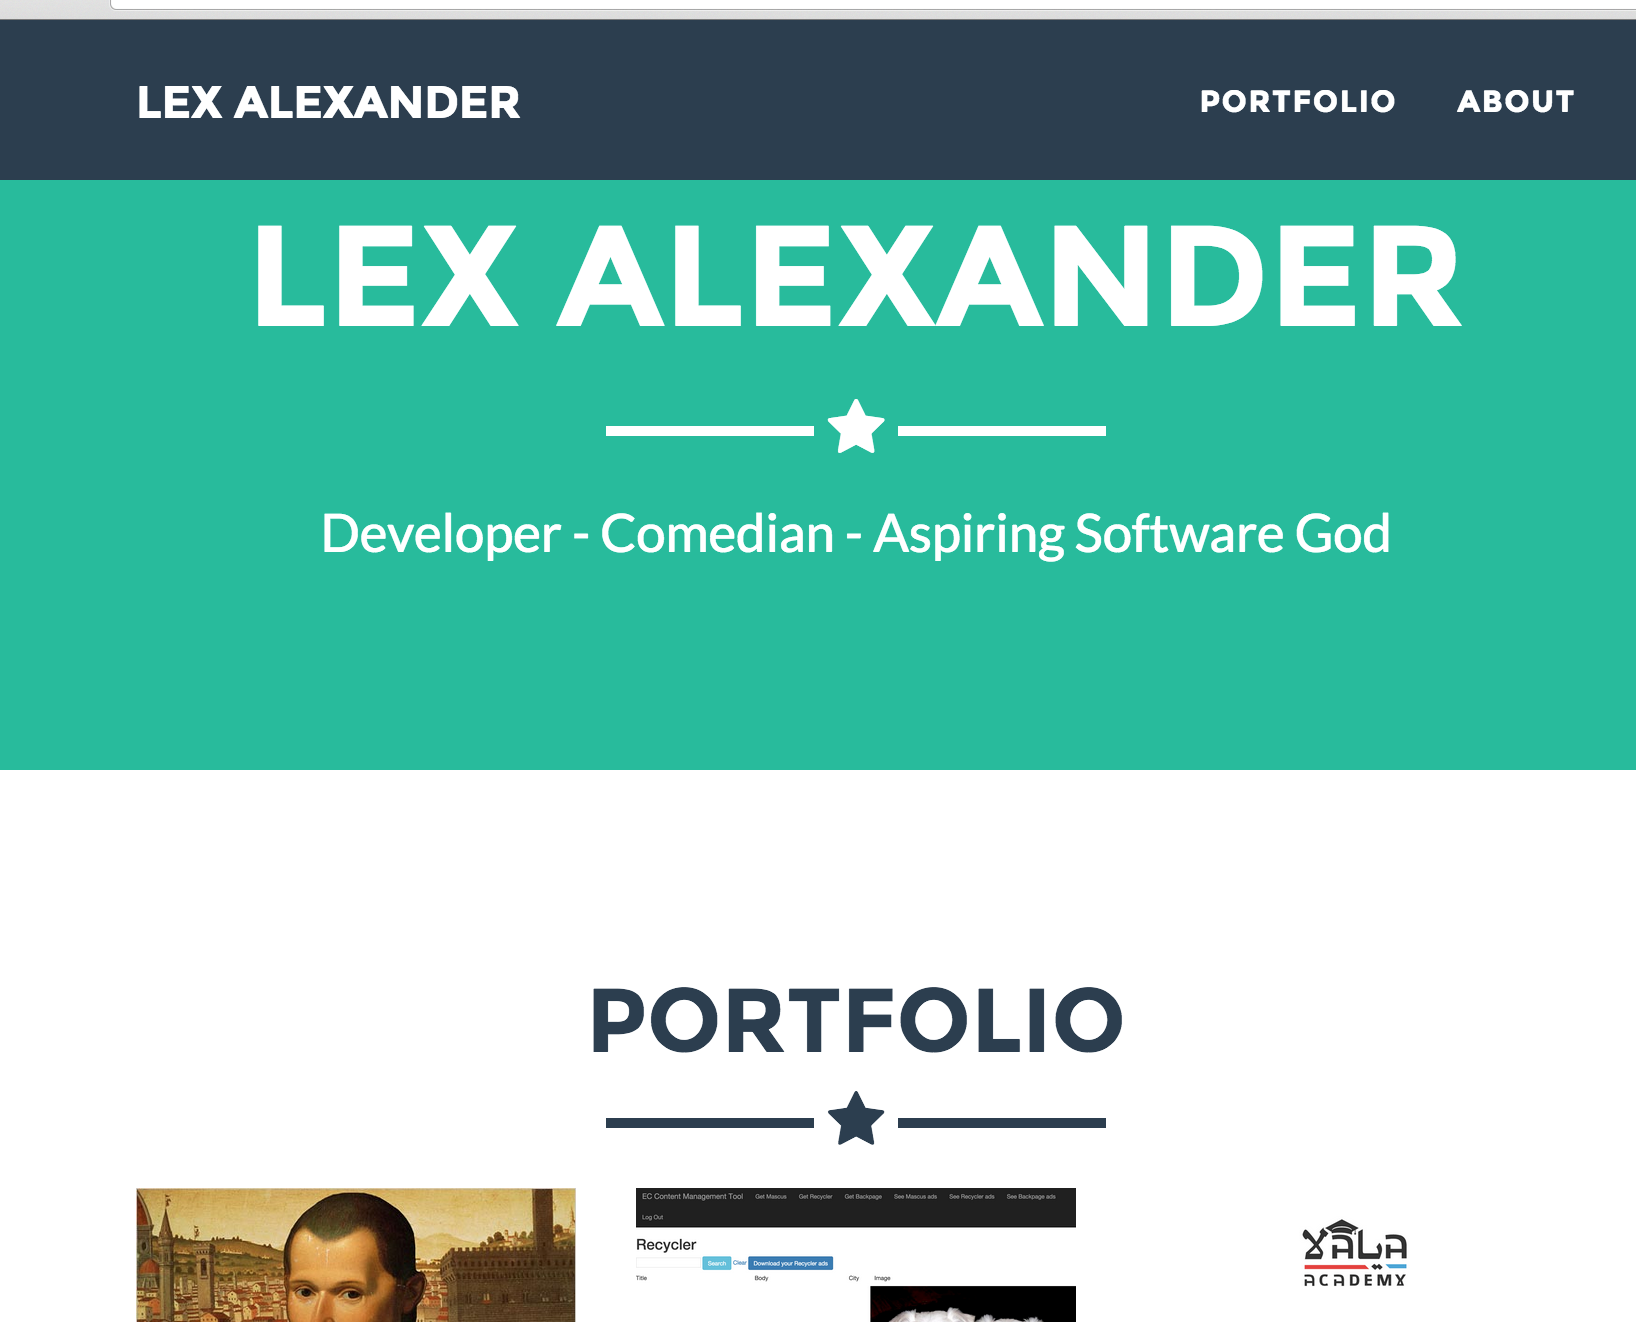 LEX ALEXANDER
PORTFOLIO ABOUT
LEX ALEXANDER
Developer - Comedian - Aspiring Software God
PORTFOLIO
EC Content Management Tool Get Mascus Get Recycler Get Backpage See Mascus ads See Recycler ads See Backpage ads
Log Out
Recycler
Search Clear Download your Recycler ads
Title Body City Image
YALA
ACADEMY